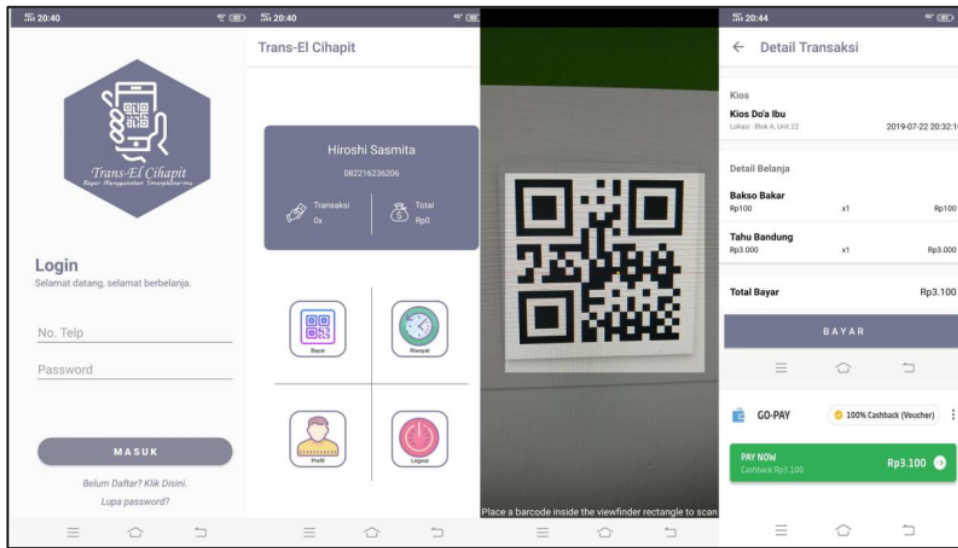 20:40
Trans-El Cihapit
Bayar Menggunakan Smartphone-mu
Login
Selamat datang, selamat berbelanja.
No. Telp
Password
MASUK
Belum Daftar? Klik Disini.
Lupa password?
20:40
Trans-El Cihapit
Hiroshi Sasmita
082216236206
Transaksi
0x
Total
Rp0
Bayar
Riwayat
Profil
Logout
Place a barcode inside the viewfinder rectangle to scan
20:44
Detail Transaksi
Kios
Kios Do'a Ibu
Lokasi : Blok A, Unit 22
2019-07-22 20:32:1
Detail Belanja
Bakso Bakar
Rp100 x1 Rp100
Tahu Bandung
Rp3.000 x1 Rp3.000
Total Bayar Rp3.100
BAYAR
GO-PAY 100% Cashback (Voucher)
PAY NOW
Cashback Rp3.100
Rp3.100